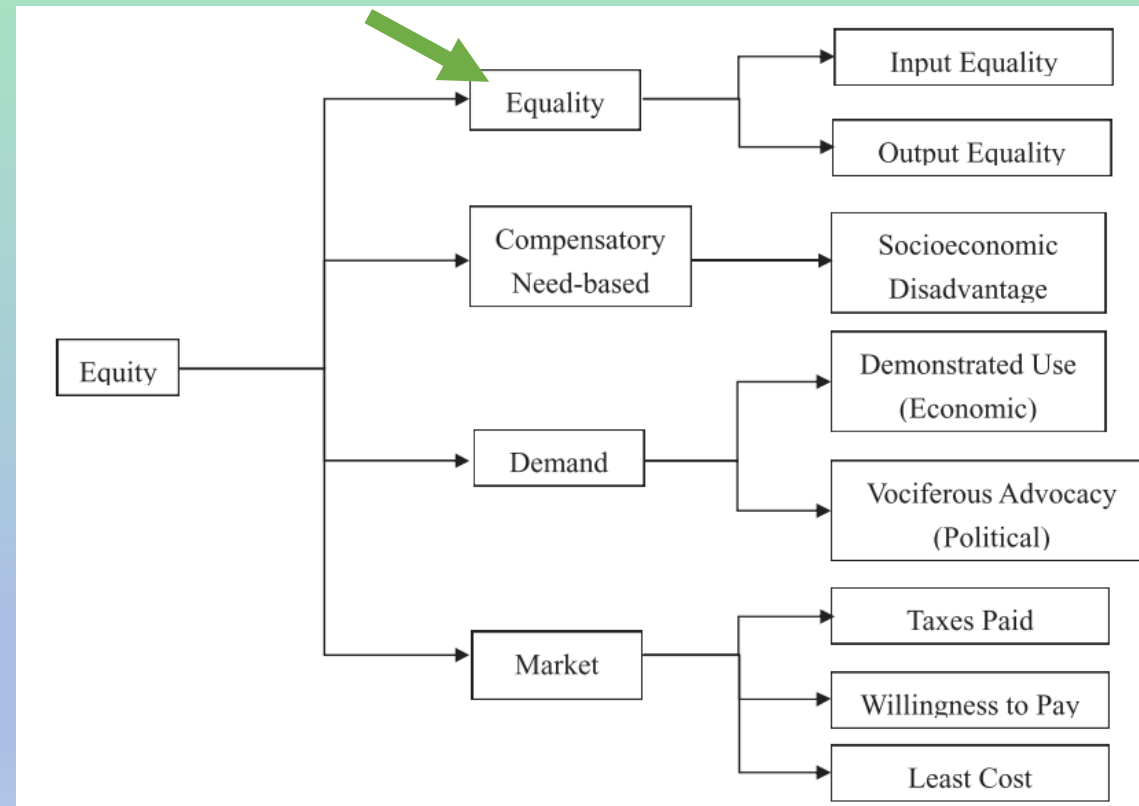 Equity
Equality
Input Equality
Output Equality
Compensatory
Need-based
Socioeconomic
Disadvantage
Demand
Demonstrated Use
(Economic)
Vociferous Advocacy
(Political)
Market
Taxes Paid
Willingness to Pay
Least Cost